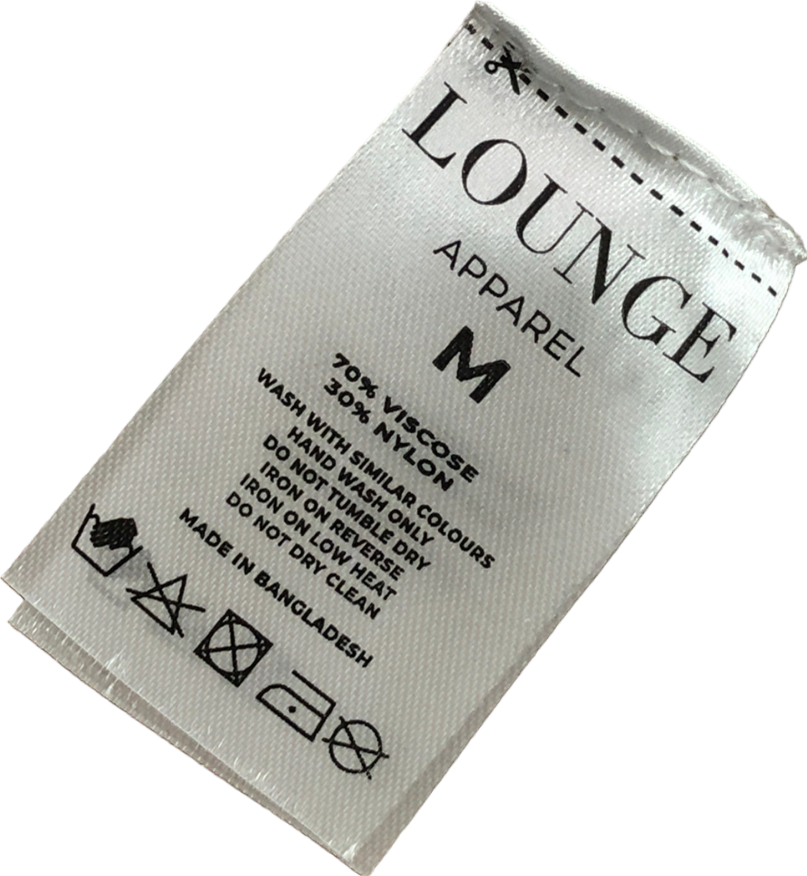 LOUNGE
APPAREL
M
70% VISCOSE
30% NYLON
WASH WITH SIMILAR COLOURS
HAND WASH ONLY
DO NOT TUMBLE DRY
IRON ON REVERSE
IRON ON LOW HEAT
DO NOT DRY CLEAN
MADE IN BANGLADESH